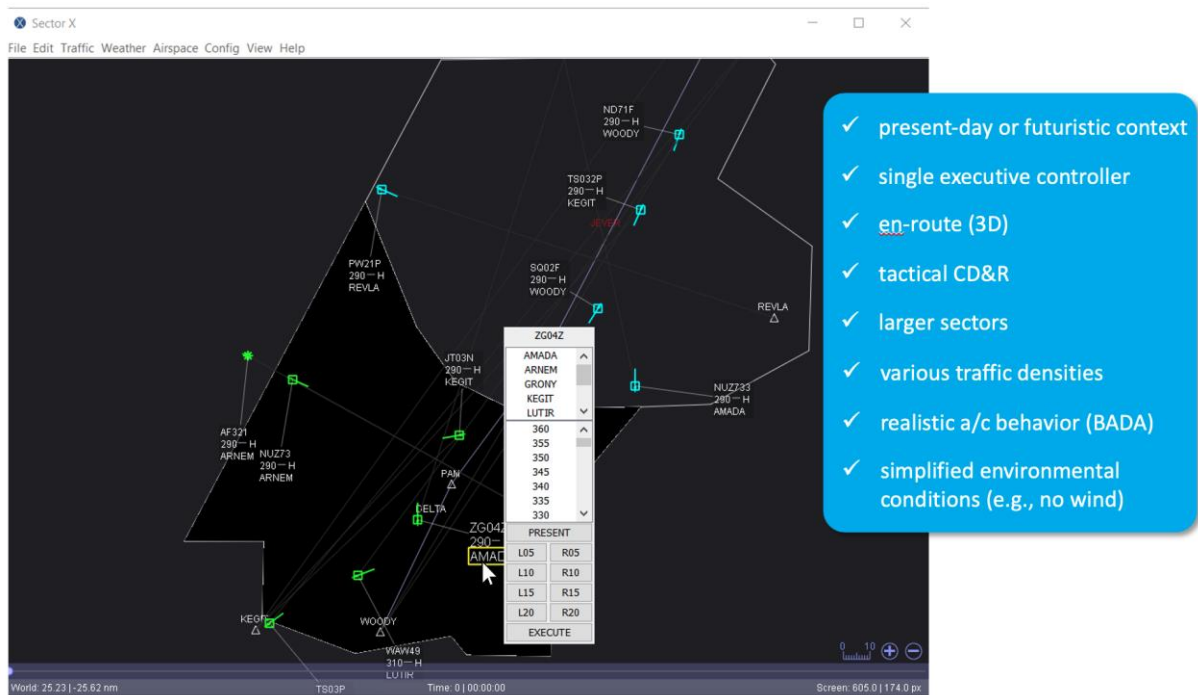 Sector X
File Edit Traffic Weather Airspace Config View Help
ND71F
290—H
WOODY
TS032P
290—H
KEGIT
JEVER
PW21P
290—H
REVLA
SQ02F
290—H
WOODY
REVLA
JT03N
290—H
KEGIT
NUZ733
290—H
AMADA
AF321
290—H
ARNEM
NUZ73
290—H
ARNEM
PAM
DELTA
ZG04Z
290—
AMAD
KEGIT
WOODY
WAW49
310—H
LUTIR
TS03P
ZG04Z
AMADA
ARNEM
GRONY
KEGIT
LUTIR
360
355
350
345
340
335
330
PRESENT
L05 R05
L10 R10
L15 R15
L20 R20
EXECUTE
0 10
World: 25.23 | -25.62 nm
Time: 0 | 00:00:00
Screen: 605.0 | 174.0 px
✓ present-day or futuristic context
✓ single executive controller
✓ en-route (3D)
✓ tactical CD&R
✓ larger sectors
✓ various traffic densities
✓ realistic a/c behavior (BADA)
✓ simplified environmental
conditions (e.g., no wind)